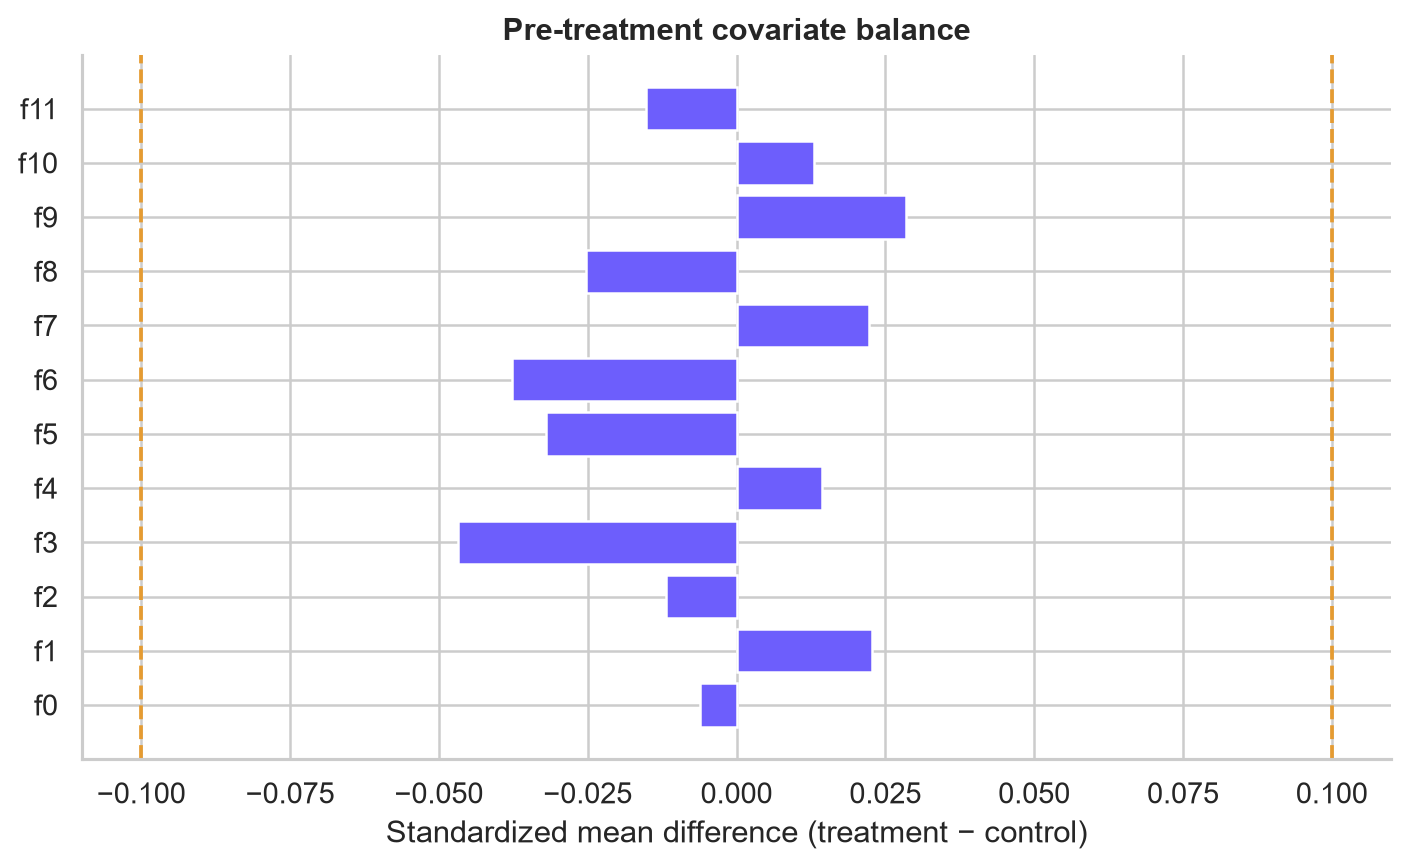 Pre-treatment covariate balance
f11
f10
f9
f8
f7
f6
f5
f4
f3
f2
f1
f0
−0.100 −0.075 −0.050 −0.025 0.000 0.025 0.050 0.075 0.100
Standardized mean difference (treatment − control)